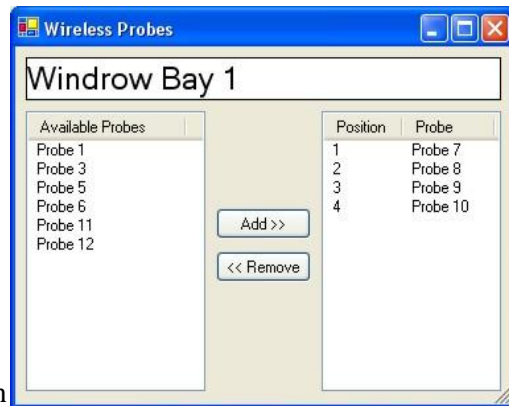 Wireless Probes
Windrow Bay 1
Available Probes
Probe 1
Probe 3
Probe 5
Probe 6
Probe 11
Probe 12
Add >>
<< Remove
Position Probe
1 Probe 7
2 Probe 8
3 Probe 9
4 Probe 10